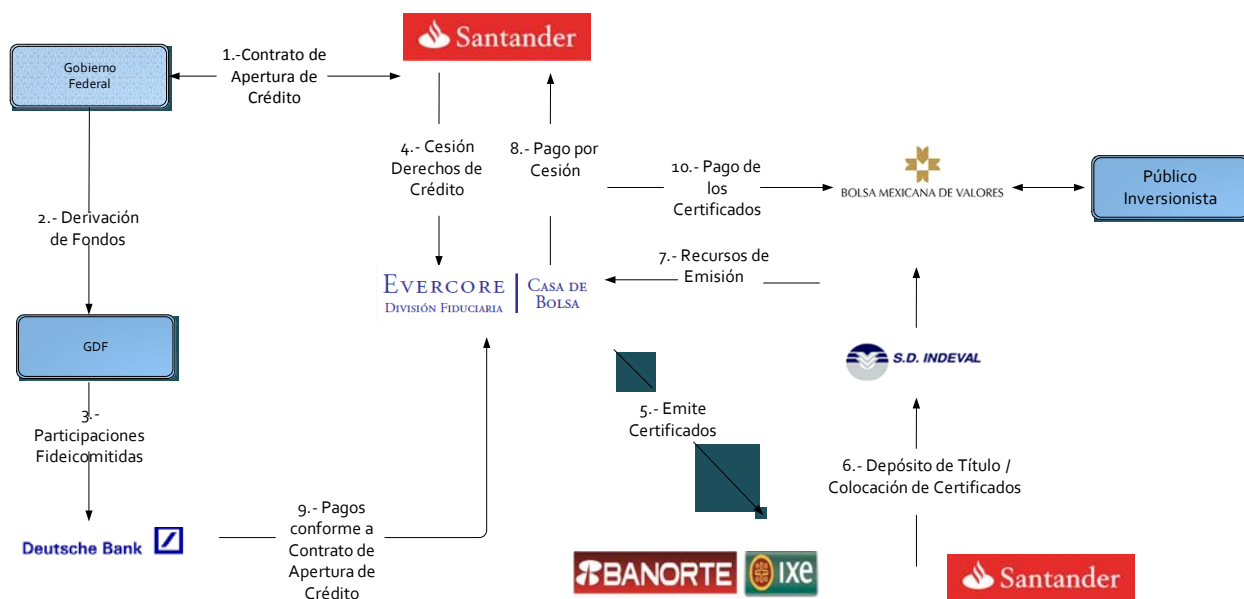 Santander
Gobierno
Federal
1.-Contrato de
Apertura de
Crédito
4.- Cesión
Derechos de
Crédito
8.- Pago por
Cesión
10.- Pago de
los
Certificados
BOLSA MEXICANA DE VALORES
Público
Inversionista
2.- Derivación
de Fondos
7.- Recursos de
Emisión
EVERCORE
DIVISIÓN FIDUCIARIA
CASA DE
BOLSA
GDF
S.D. INDEVAL
3.-
Participaciones
Fideicomitidas
5.- Emite
Certificados
6.- Depósito de Título /
Colocación de Certificados
Deutsche Bank
9.- Pagos
conforme a
Contrato de
Apertura de
Crédito
BANORTE
IXE
Santander